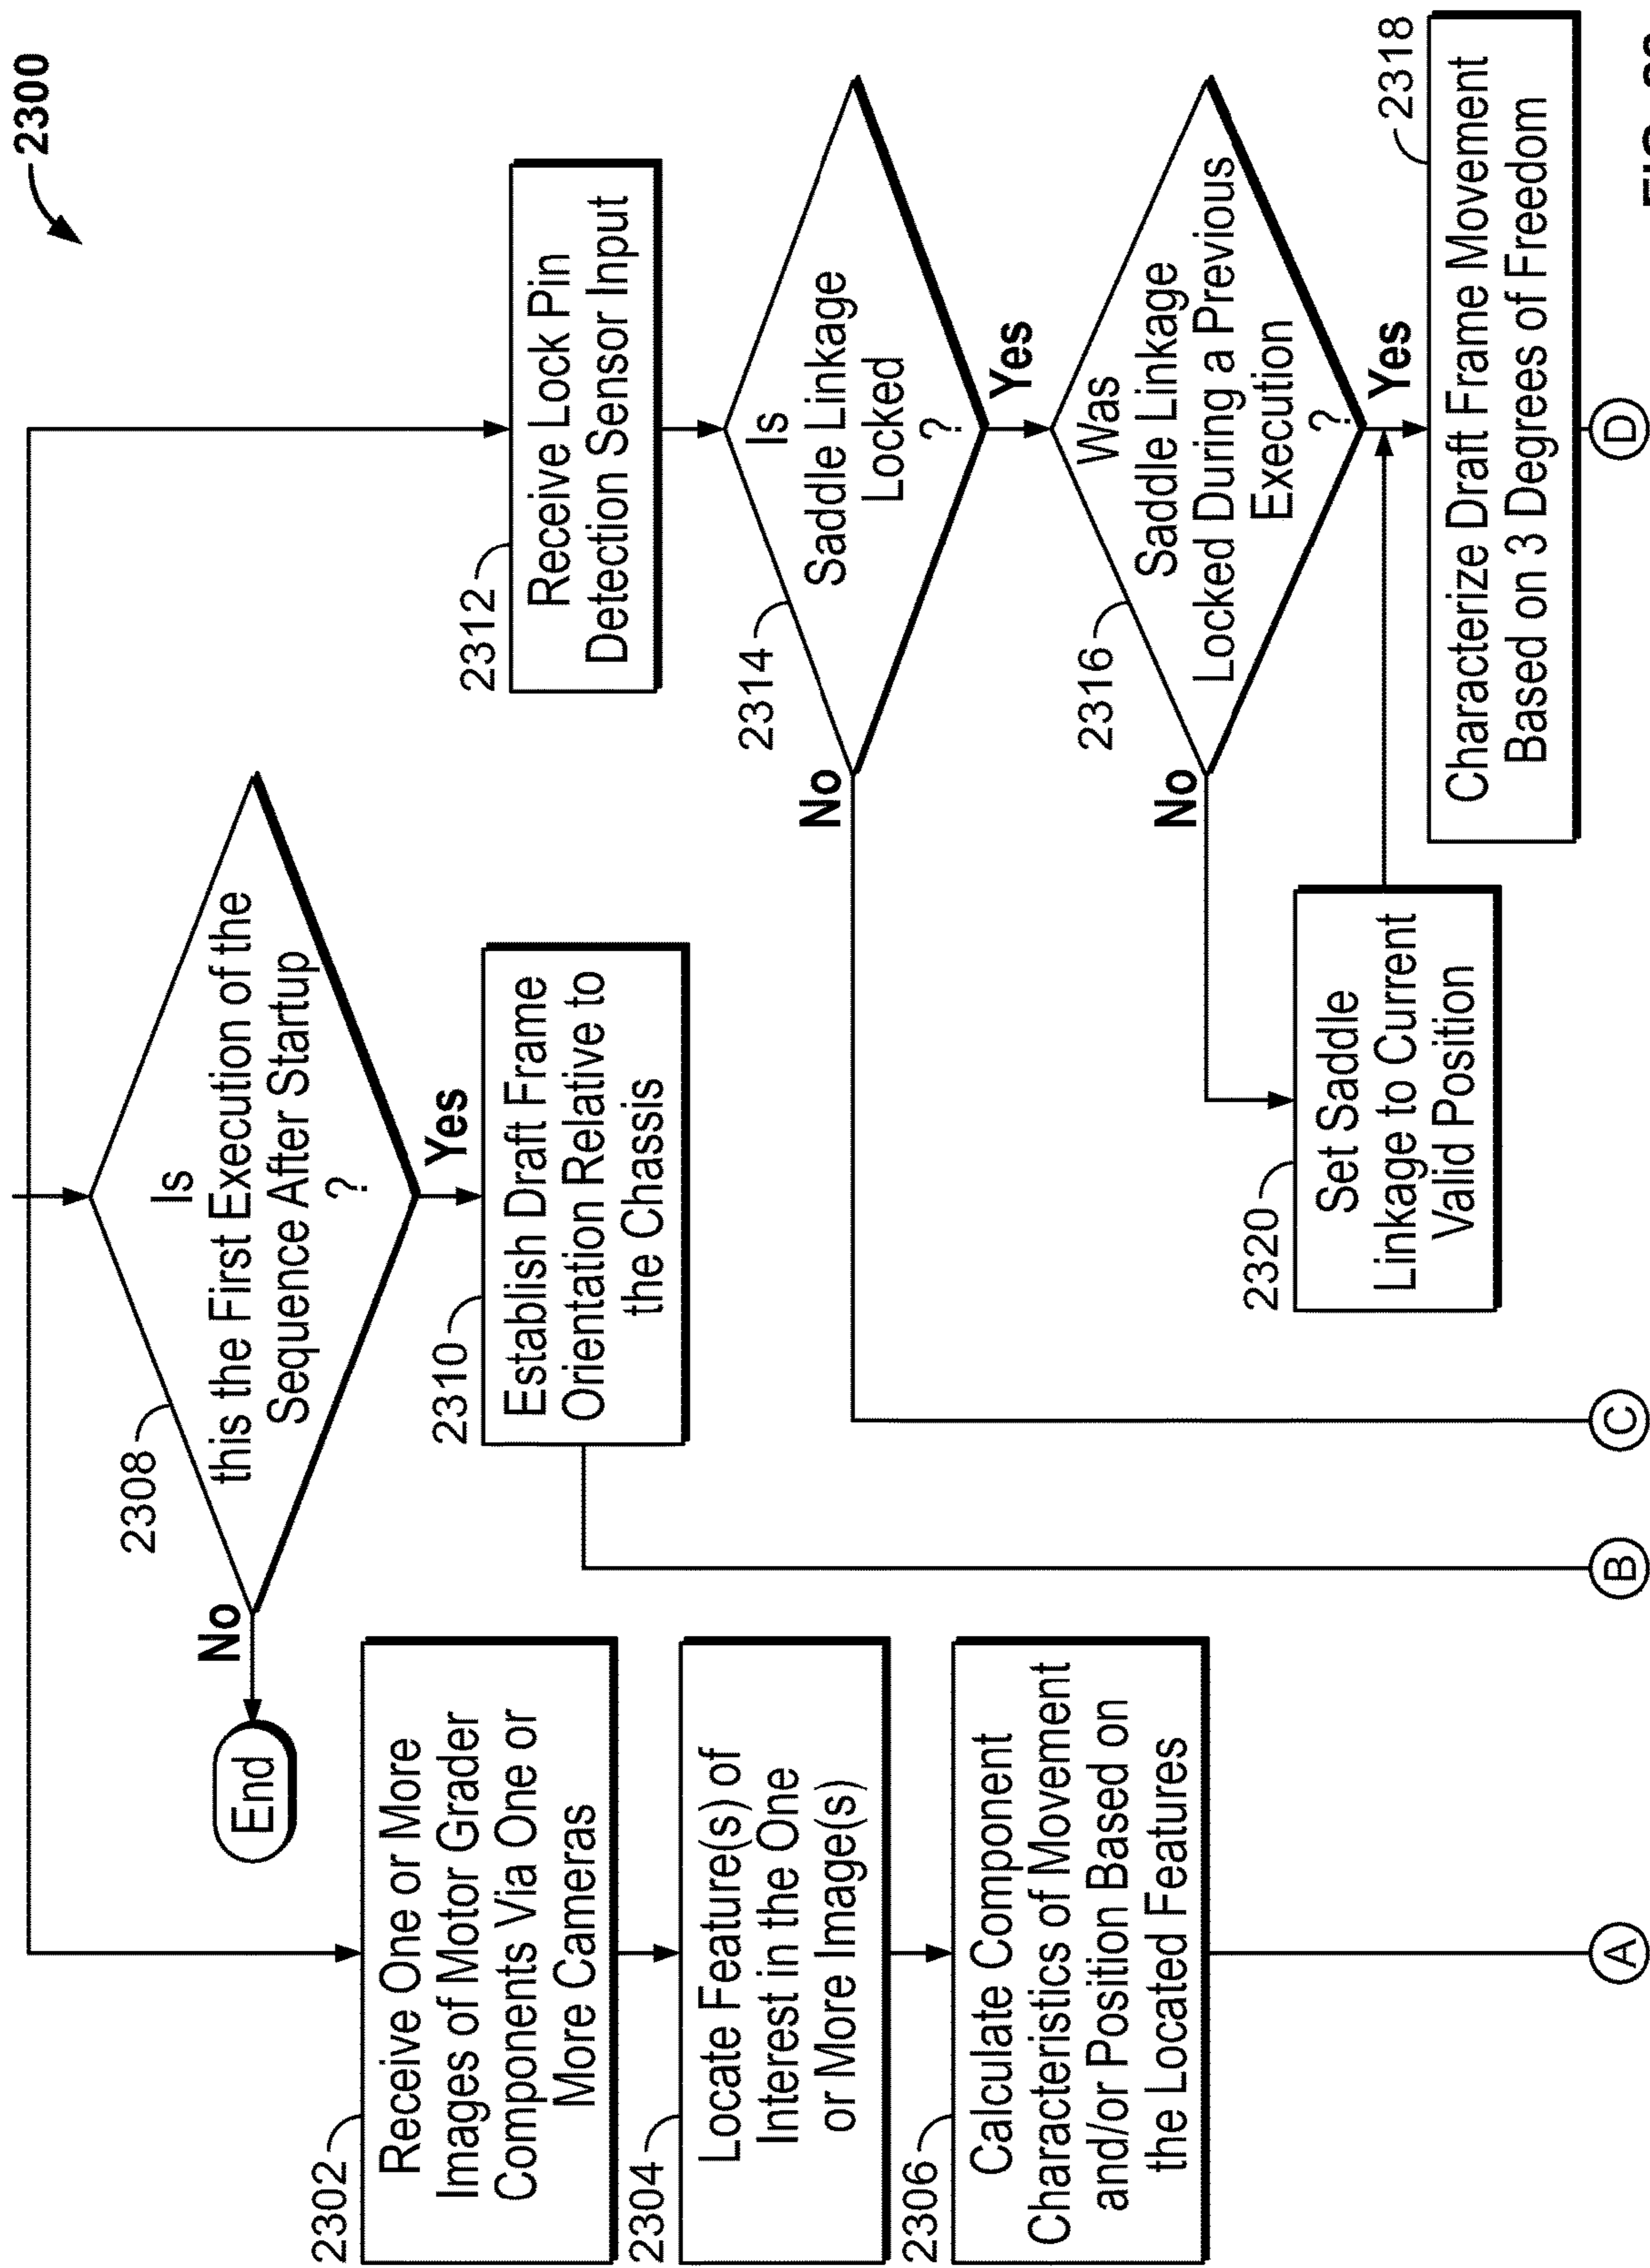 2300
2302
Receive One or More
Images of Motor Grader
Components Via One or
More Cameras
2304
Locate Feature(s) of
Interest in the One
or More Image(s)
2306
Calculate Component
Characteristics of Movement
and/or Position Based on
the Located Features
A
2308
Is
this the First Execution of the
Sequence After Startup
?
No
End
Yes
2310
Establish Draft Frame
Orientation Relative to
the Chassis
B
2312
Receive Lock Pin
Detection Sensor Input
2314
Is
Saddle Linkage
Locked
?
No
Yes
C
2316
Was
Saddle Linkage
Locked During a Previous
Execution
?
No
Yes
2320
Set Saddle
Linkage to Current
Valid Position
2318
Characterize Draft Frame Movement
Based on 3 Degrees of Freedom
D